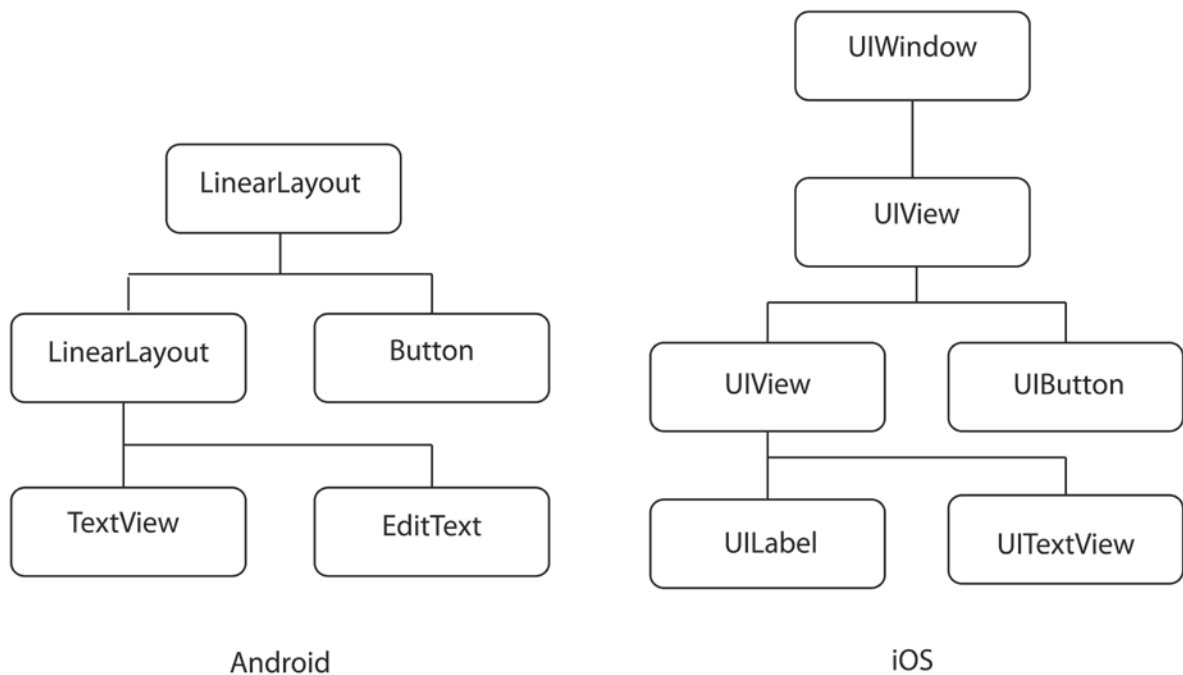 LinearLayout
LinearLayout
Button
TextView
EditText
Android
UIWindow
UIView
UIView
UIButton
UILabel
UITextView
iOS